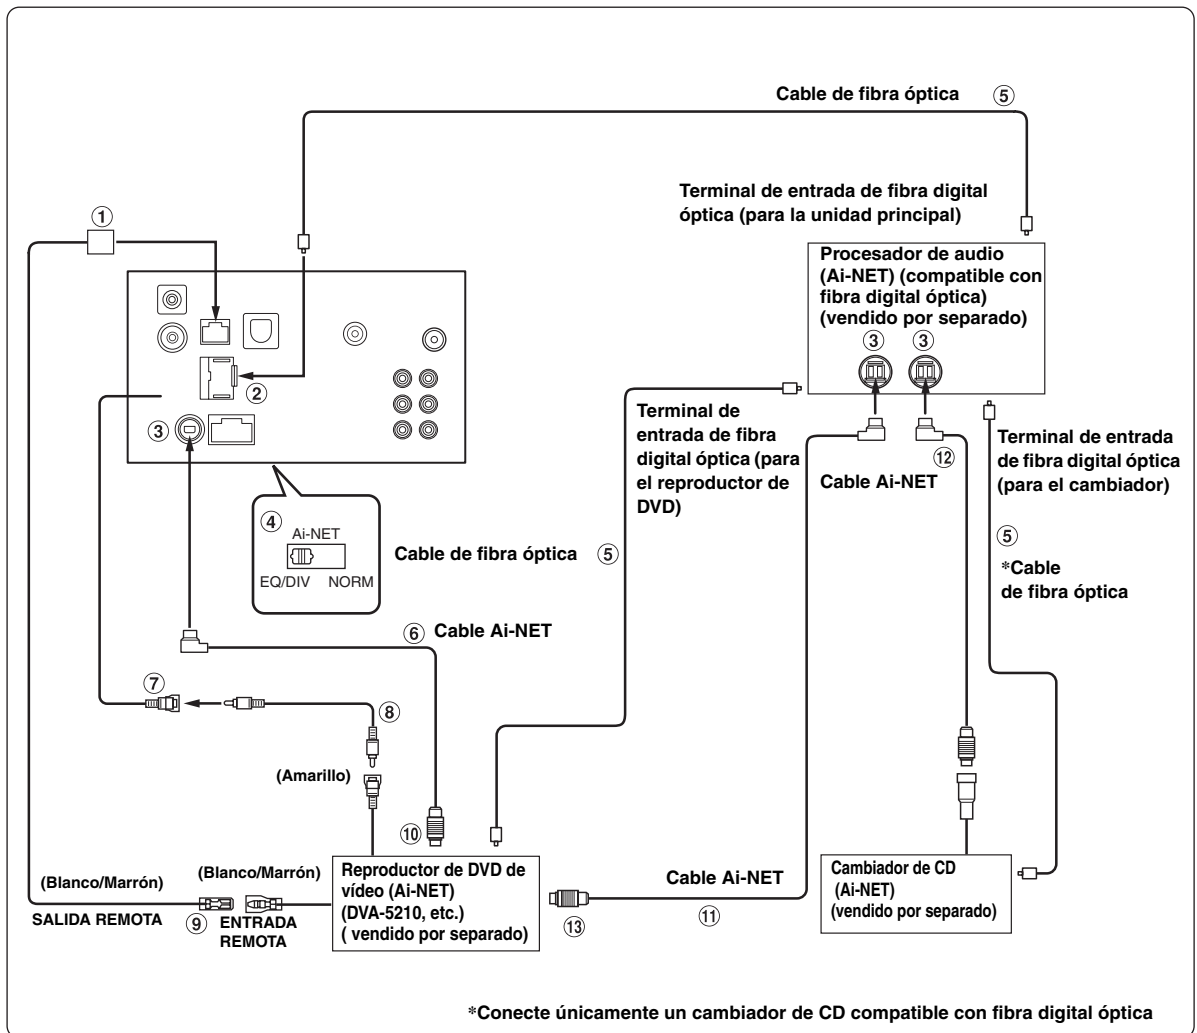 Cable de fibra óptica
⑤
Terminal de entrada de fibra digital
óptica (para la unidad principal)
①
Procesador de audio
(Ai-NET) (compatible con
fibra digital óptica)
(vendido por separado)
③
③
②
③
Terminal de
entrada de fibra
digital óptica (para
el reproductor de
DVD)
Cable Ai-NET
⑫
Terminal de entrada
de fibra digital óptica
(para el cambiador)
④
Ai-NET
EQ/DIV
NORM
Cable de fibra óptica
⑤
⑤
*Cable
de fibra óptica
⑥
Cable Ai-NET
⑦
⑧
(Amarillo)
⑩
(Blanco/Marrón)
SALIDA REMOTA
⑨
(Blanco/Marrón)
ENTRADA
REMOTA
Reproductor de DVD de
vídeo (Ai-NET)
(DVA-5210, etc.)
( vendido por separado)
⑬
Cable Ai-NET
⑪
Cambiador de CD
(Ai-NET)
(vendido por separado)
*Conecte únicamente un cambiador de CD compatible con fibra digital óptica